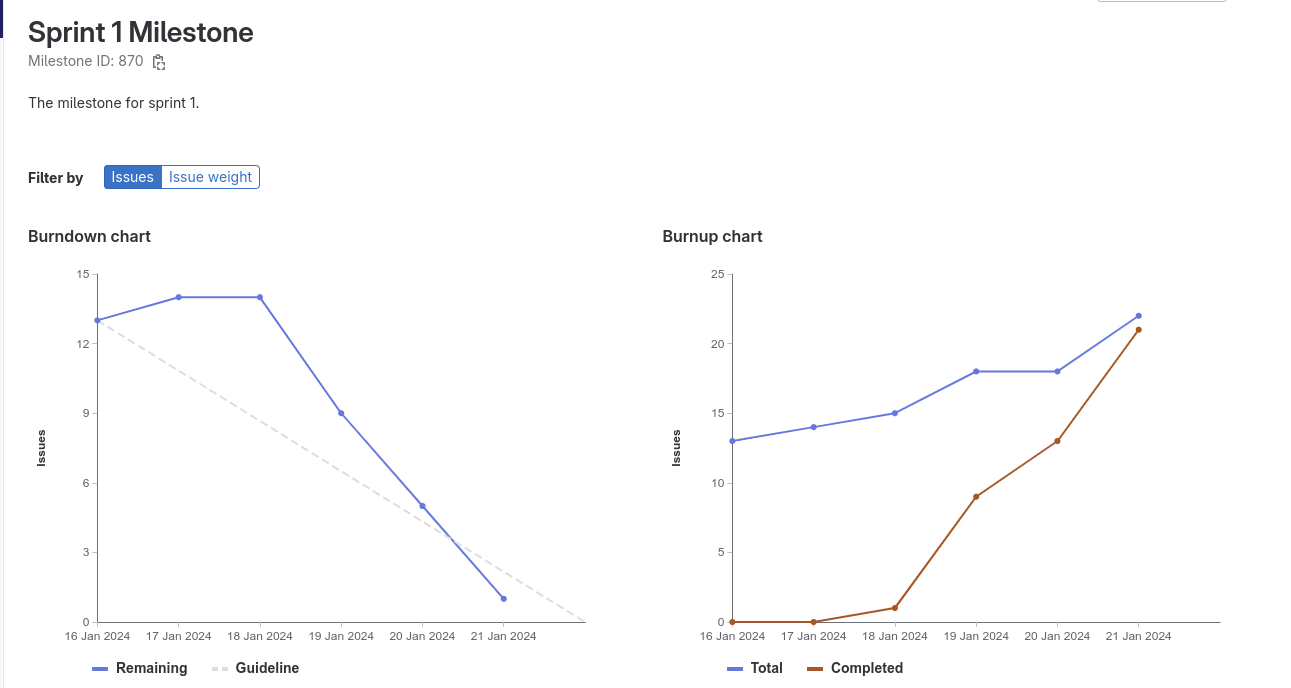 Sprint 1 Milestone
Milestone ID: 870
The milestone for sprint 1.
Filter by Issues Issue weight
Burndown chart
15
12
9
6
3
0
Issues
16 Jan 2024 17 Jan 2024 18 Jan 2024 19 Jan 2024 20 Jan 2024 21 Jan 2024
Remaining Guideline
Burnup chart
25
20
15
10
5
0
Issues
16 Jan 2024 17 Jan 2024 18 Jan 2024 19 Jan 2024 20 Jan 2024 21 Jan 2024
Total Completed